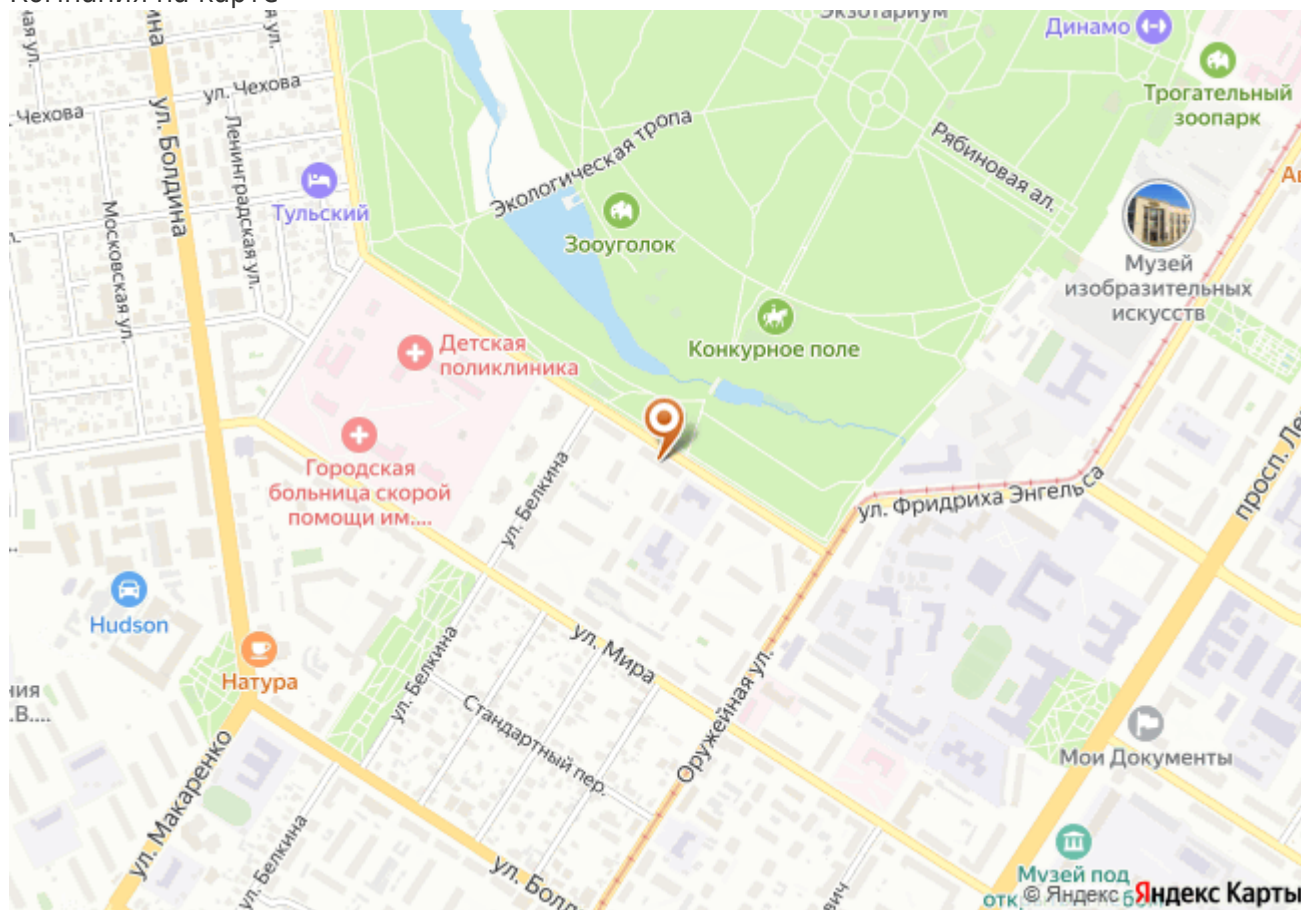 Компания на карте
Экзотариум
Динамо
Трогательный
зоопарк
ул. Чехова
Чехова
ул. Болдина
Ленинградская ул.
Московская ул.
Тульский
Экологическая тропа
Рябиновая ал.
Зооуголок
Музей
изобразительных
искусств
Конкурное поле
Детская
поликлиника
Городская
больница скорой
помощи им....
ул. Белкина
ул. Фридриха Энгельса
просп. Ле
Hudson
Натура
ул. Мира
ул. Белкина
Стандартный пер.
Оружейная ул.
Мои Документы
ул. Макаренко
ул. Белкина
ул. Болд
Музей под
© Яндекс Яндекс Карты